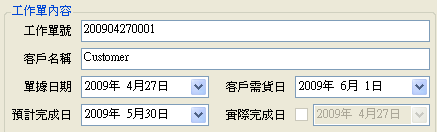 工作單內容
工作單號 200904270001
客戶名稱 Customer
單據日期 2009年 4月27日 客戶需貨日 2009年 6月 1日
預計完成日 2009年 5月30日 實際完成日 2009年 4月27日